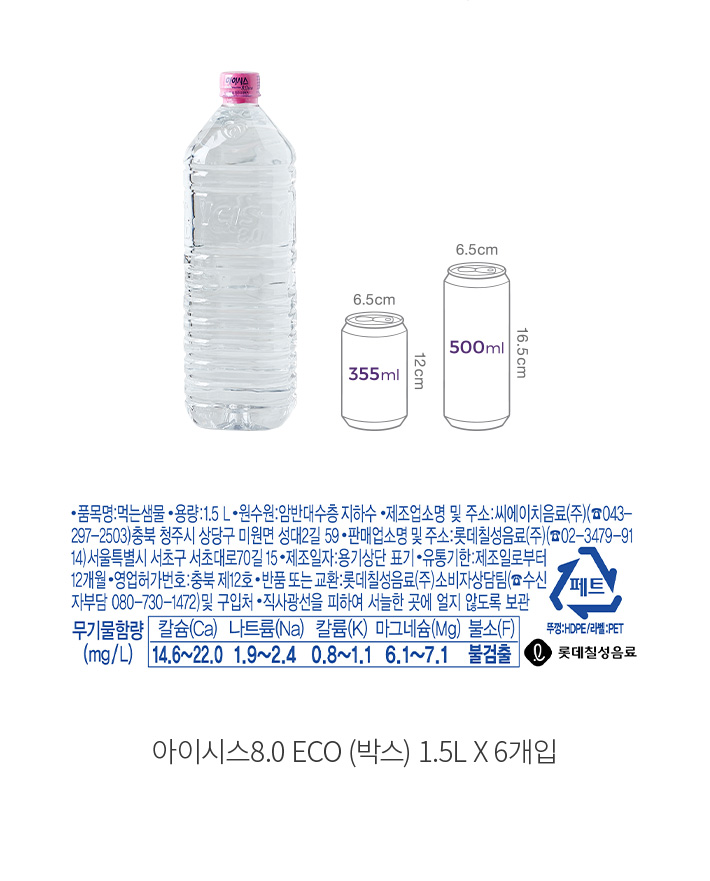 아이시스
ISIS
8.0
6.5cm
6.5cm
355ml
12cm
500ml
16.5cm
•품목명:먹는샘물 •용량:1.5 L •원수원:암반대수층 지하수 •제조업소명 및 주소:씨에이치음료(주)(☎043-
297-2503)충북 청주시 상당구 미원면 성대2길 59 •판매업소명 및 주소:롯데칠성음료(주)(☎02-3479-91
14)서울특별시 서초구 서초대로70길 15 •제조일자:용기상단 표기 •유통기한:제조일로부터
12개월 •영업허가번호:충북 제12호 •반품 또는 교환:롯데칠성음료(주)소비자상담팀(☎수신
자부담 080-730-1472)및 구입처 •직사광선을 피하여 서늘한 곳에 얼지 않도록 보관
페트
뚜껑:HDPE/라벨:PET
무기물함량 칼슘(Ca) 나트륨(Na) 칼륨(K) 마그네슘(Mg) 불소(F)
(mg/L) 14.6~22.0 1.9~2.4 0.8~1.1 6.1~7.1 불검출
롯데칠성음료
아이시스8.0 ECO (박스) 1.5L X 6개입